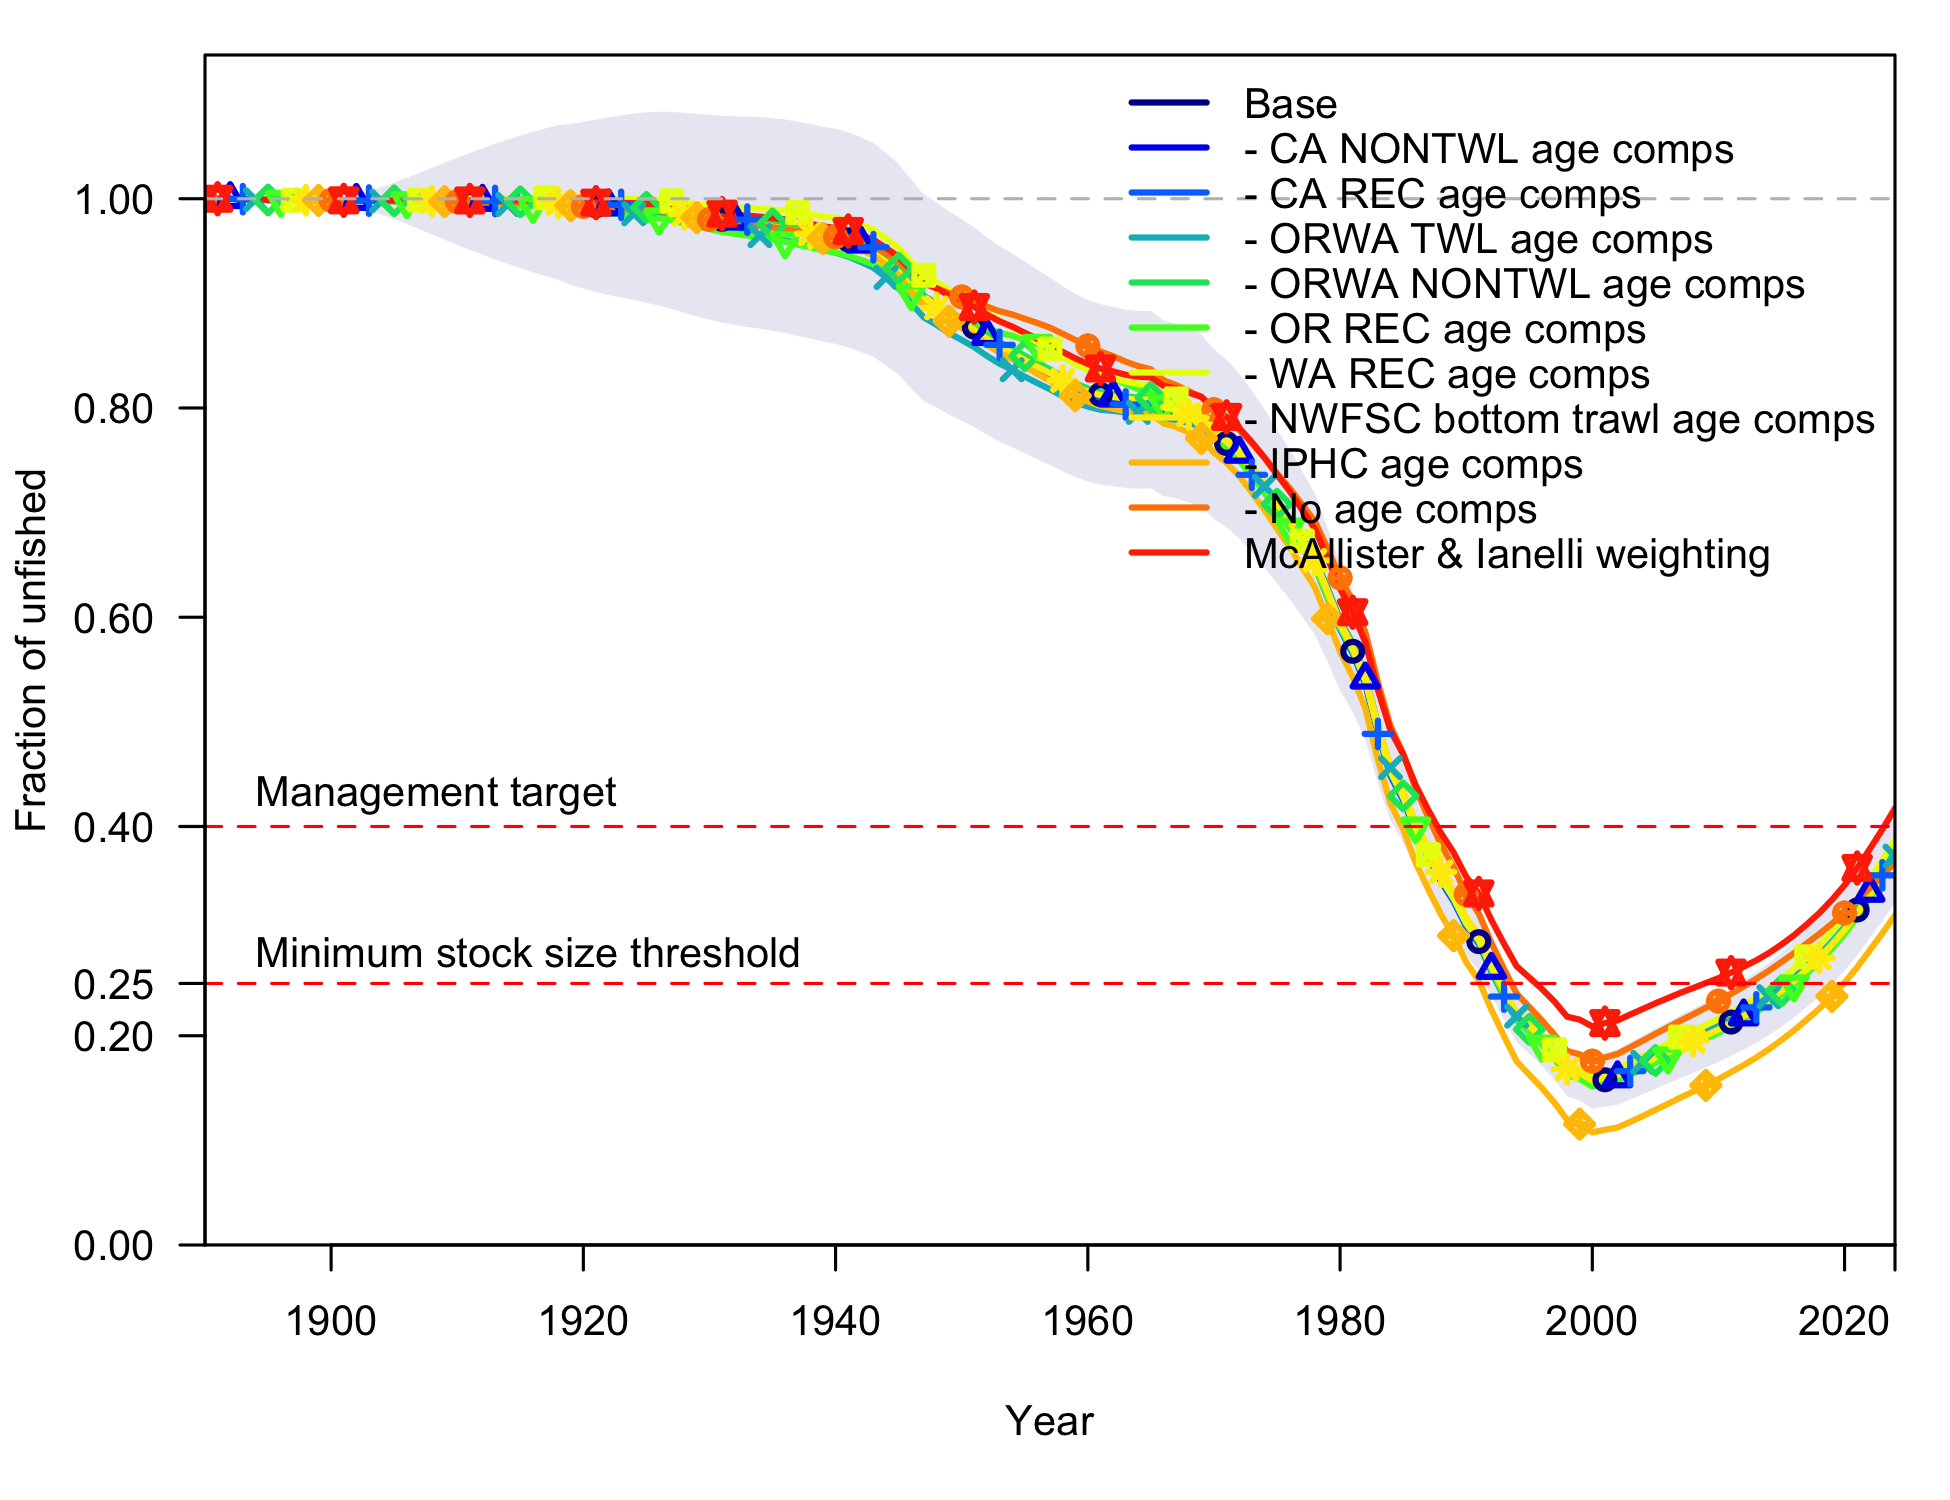 Base
- CA NONTWL age comps
- CA REC age comps
- ORWA TWL age comps
- ORWA NONTWL age comps
- OR REC age comps
- WA REC age comps
- NWFSC bottom trawl age comps
- IPHC age comps
- No age comps
McAllister & Ianelli weighting
Fraction of unfished
1.00
0.80
0.60
0.40
0.25
0.20
0.00
Management target
Minimum stock size threshold
1900 1920 1940 1960 1980 2000 2020
Year